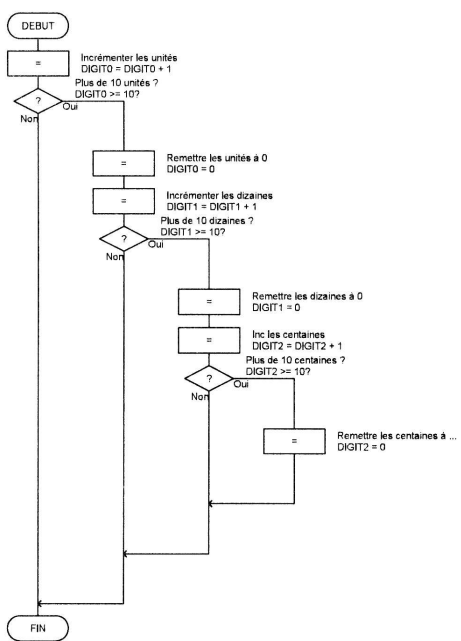 DEBUT
=
Incrémenter les unités
DIGIT0 = DIGIT0 + 1
?
Plus de 10 unités ?
DIGIT0 >= 10?
Oui
Non
=
Remettre les unités à 0
DIGIT0 = 0
=
Incrémenter les dizaines
DIGIT1 = DIGIT1 + 1
?
Plus de 10 dizaines ?
DIGIT1 >= 10?
Oui
Non
=
Remettre les dizaines à 0
DIGIT1 = 0
=
Inc les centaines
DIGIT2 = DIGIT2 + 1
?
Plus de 10 centaines ?
DIGIT2 >= 10?
Oui
Non
=
Remettre les centaines à ...
DIGIT2 = 0
FIN